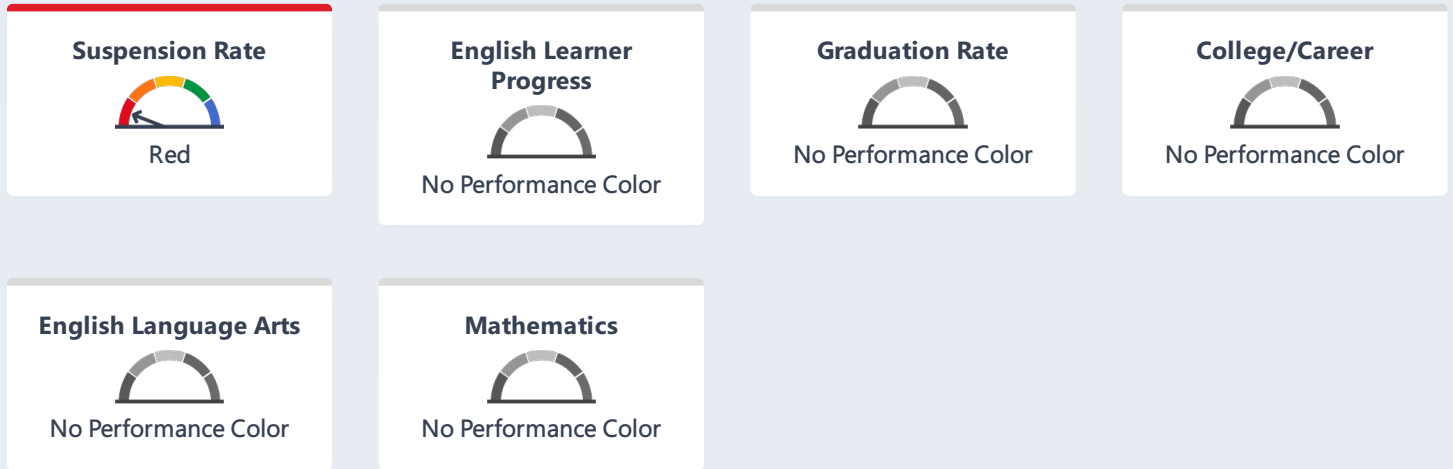 Suspension Rate
Red
English Learner
Progress
No Performance Color
Graduation Rate
No Performance Color
College/Career
No Performance Color
English Language Arts
No Performance Color
Mathematics
No Performance Color